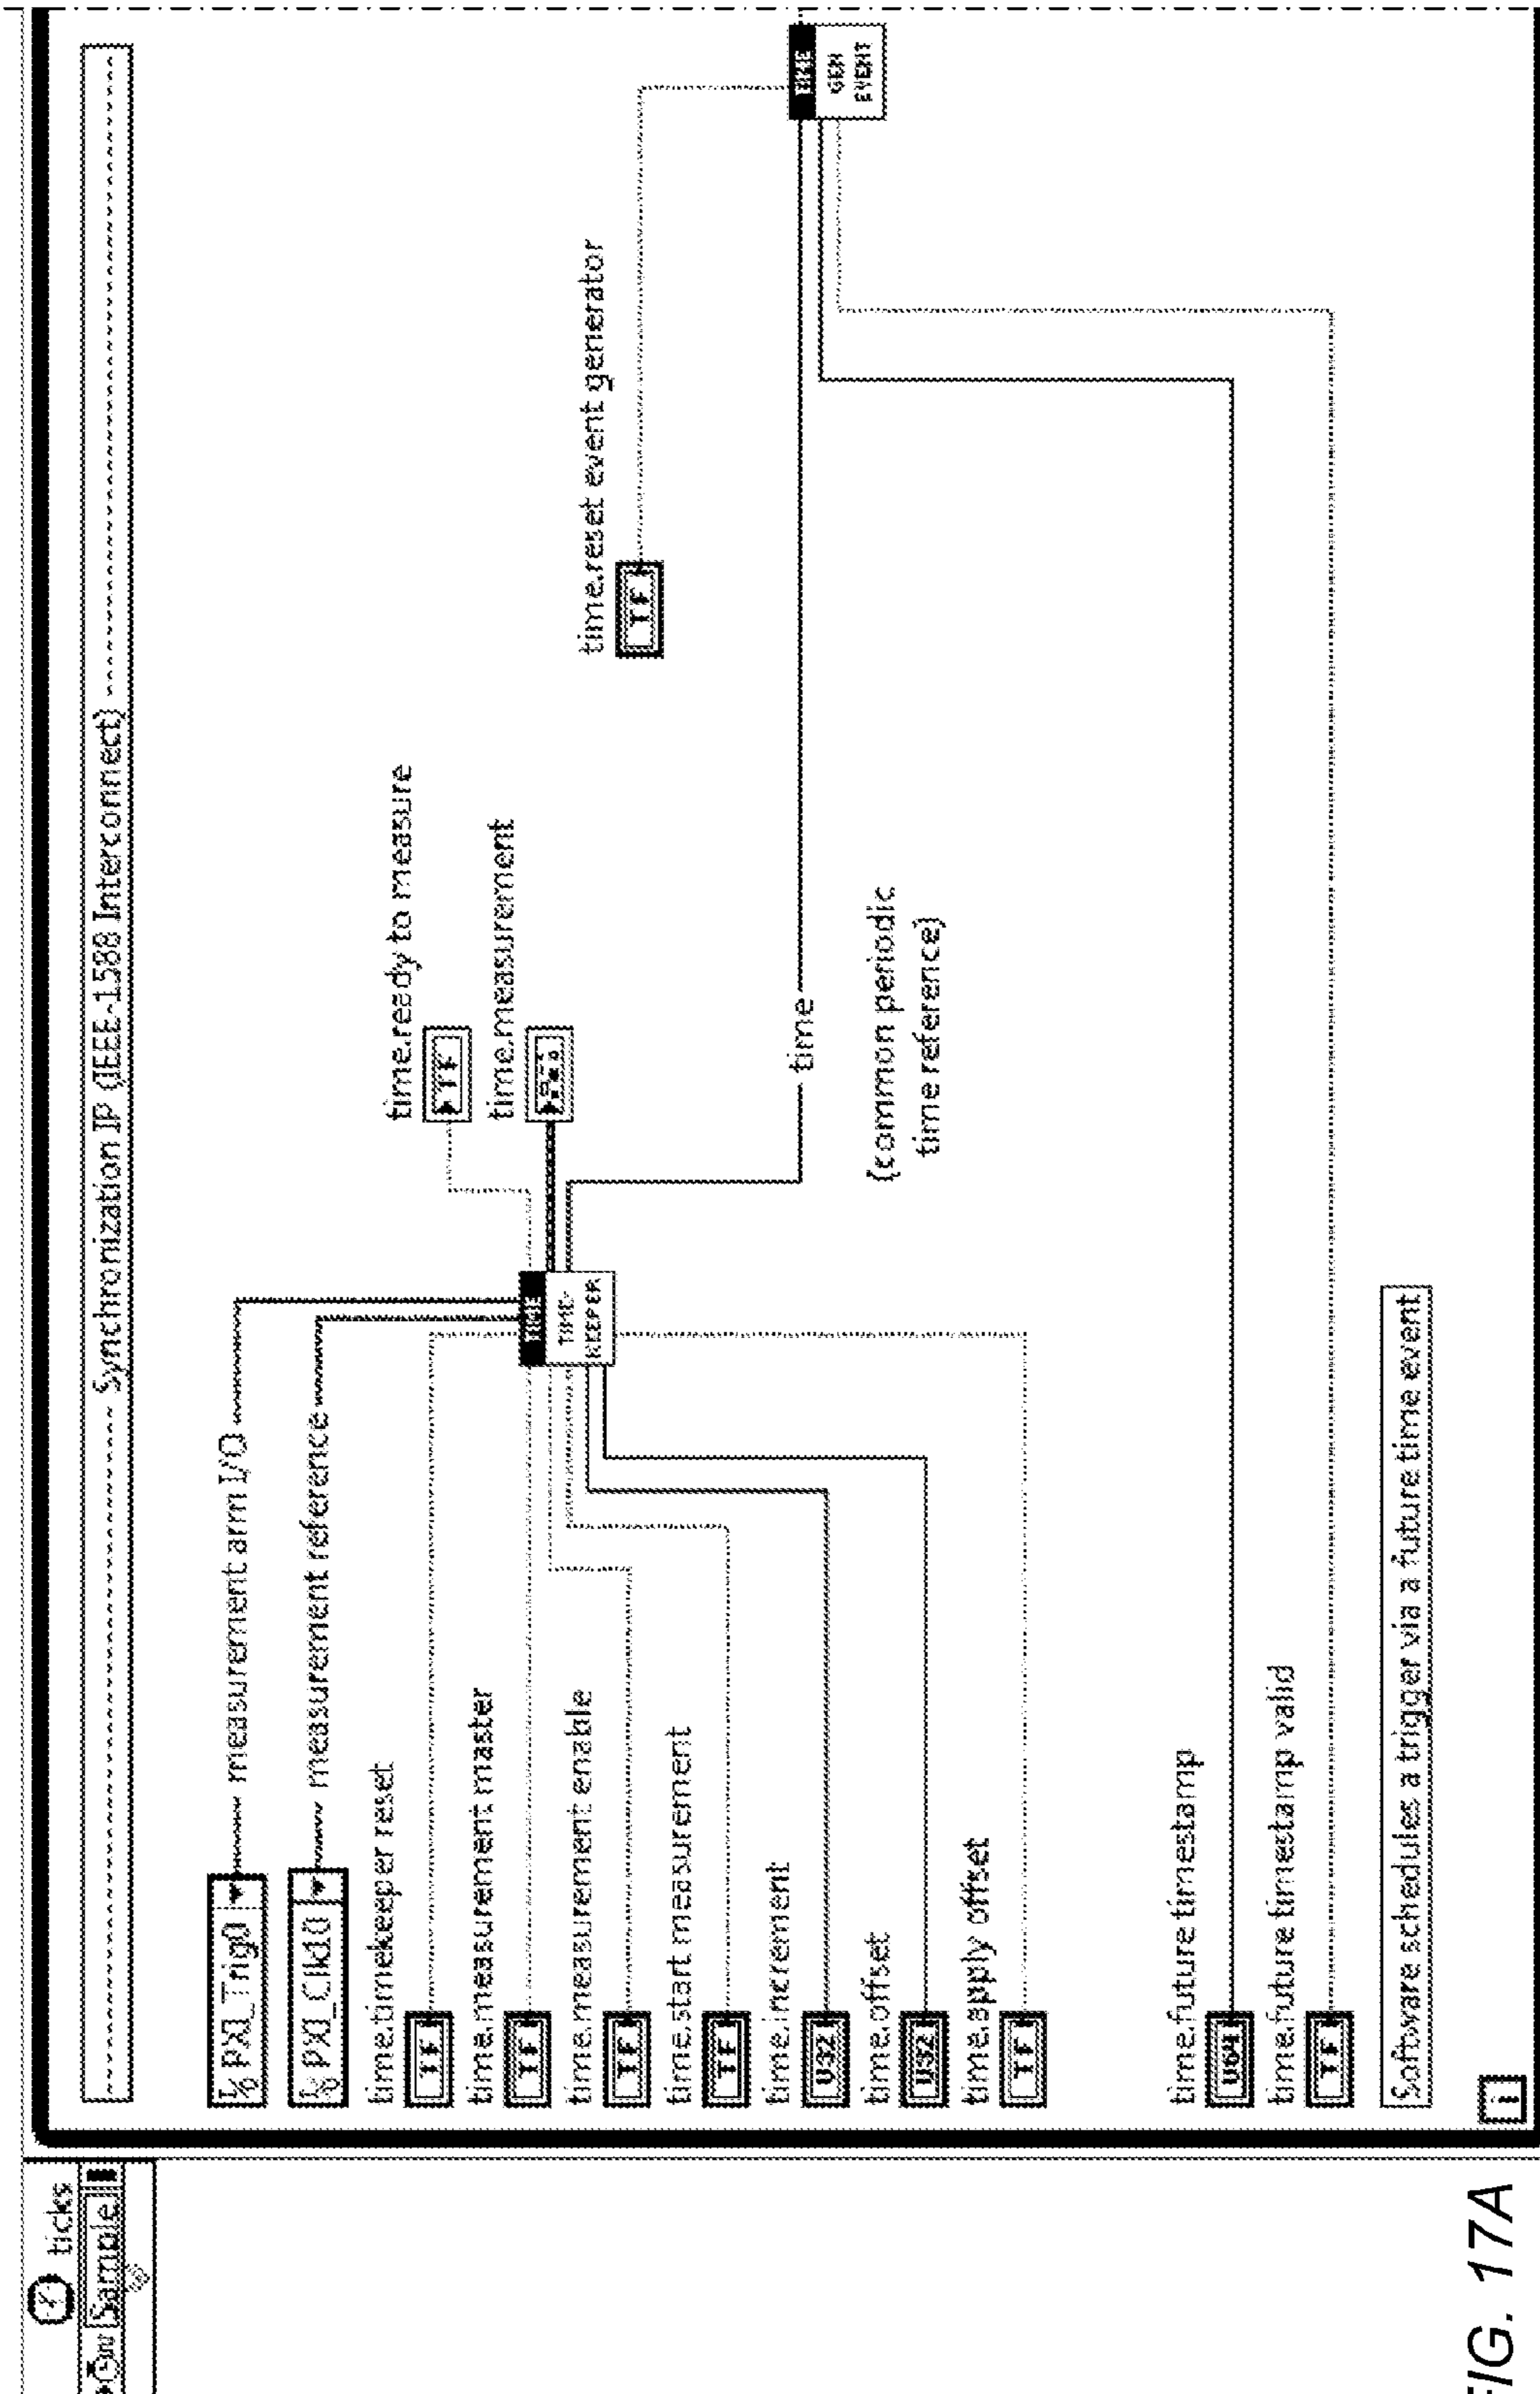 ticks
Sample
Synchronization IP (IEEE-1588 Interconnect)
PXI_Trig0
measurement arm I/O
PXI_Clk10
measurement reference
time.timekeeper reset
TF
time.measurement master
TF
time.measurement enable
TF
time.start measurement
TF
time.increment
U32
time.offset
U32
time.apply offset
TF
TIME
TIME-
KEEPER
time.ready to measure
TF
time.measurement
time
(common periodic
time reference)
time.reset event generator
TF
TIME
GEN
EVENT
time.future timestamp
U64
time.future timestamp valid
TF
Software schedules a trigger via a future time event
i
FIG. 17A